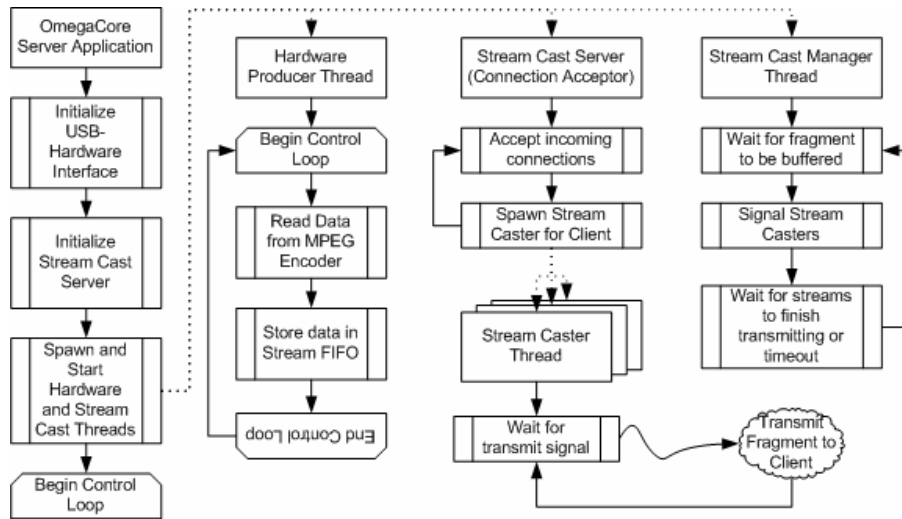 OmegaCore
Server Application
Initialize
USB-
Hardware
Interface
Initialize
Stream Cast
Server
Spawn and
Start
Hardware
and Stream
Cast Threads
Begin Control
Loop
Hardware
Producer Thread
Begin Control
Loop
Read Data
from MPEG
Encoder
Store data in
Stream FIFO
End Control Loop
Stream Cast Server
(Connection Acceptor)
Accept incoming
connections
Spawn Stream
Caster for Client
Stream Caster
Thread
Wait for
transmit signal
Transmit
Fragment to
Client
Stream Cast Manager
Thread
Wait for fragment
to be buffered
Signal Stream
Casters
Wait for streams
to finish
transmitting or
timeout